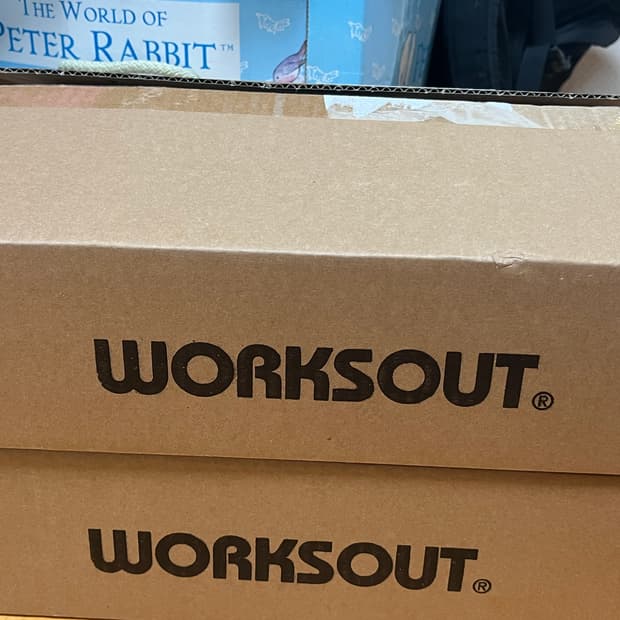 THE WORLD OF
PETER RABBIT™
WORKSOUT®
WORKSOUT®